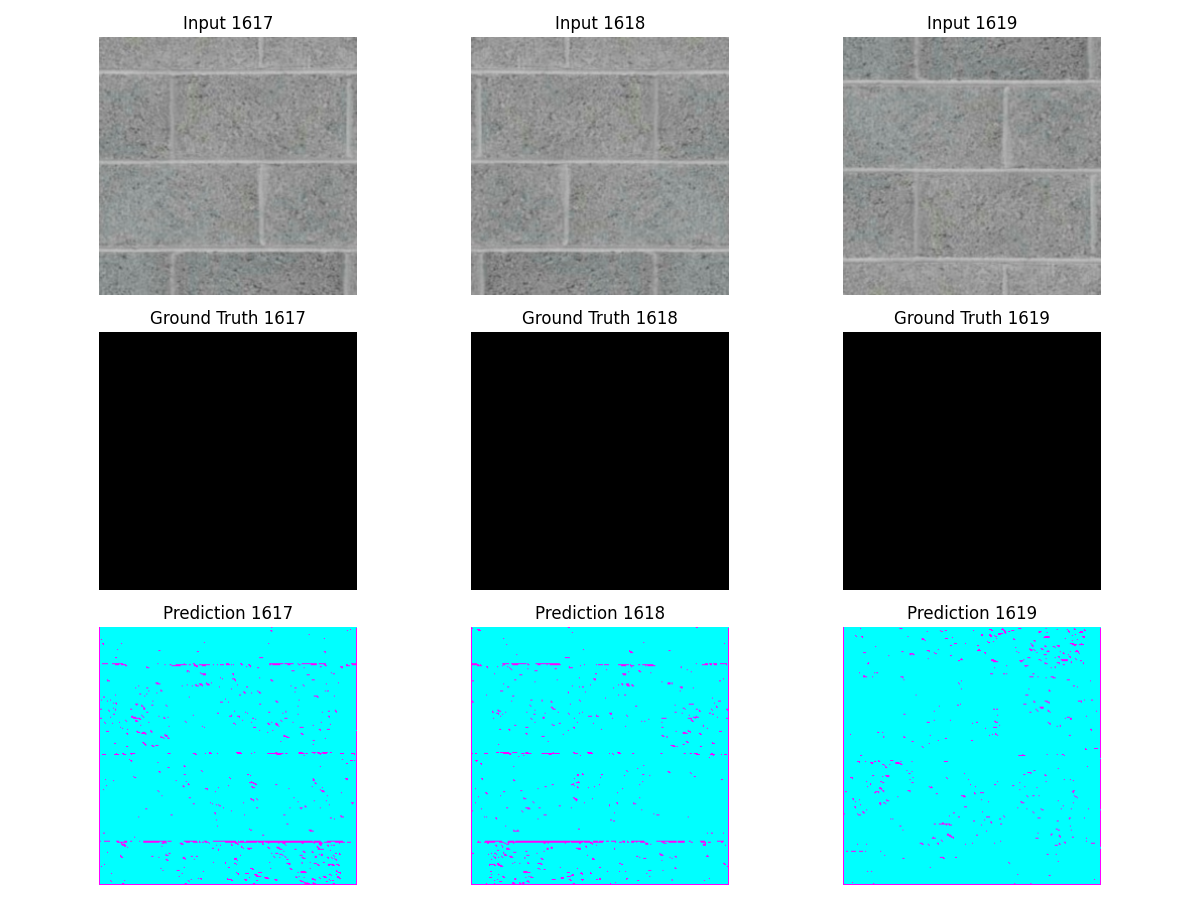 Input 1617
Input 1618
Input 1619
Ground Truth 1617
Ground Truth 1618
Ground Truth 1619
Prediction 1617
Prediction 1618
Prediction 1619